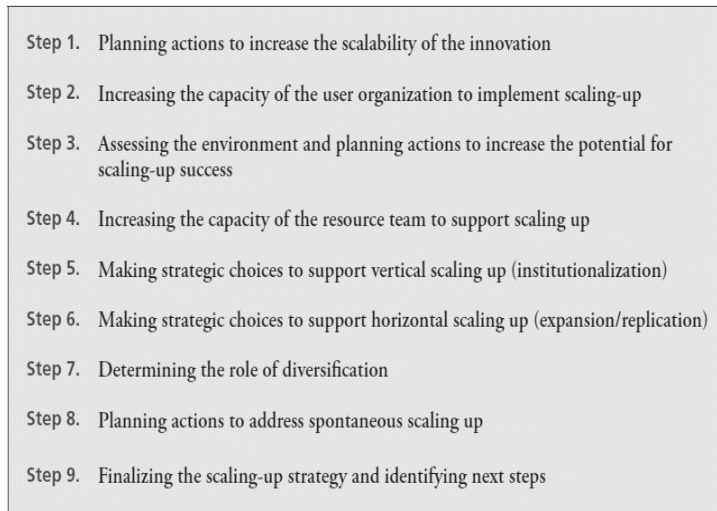 Step 1. Planning actions to increase the scalability of the innovation
Step 2. Increasing the capacity of the user organization to implement scaling-up
Step 3. Assessing the environment and planning actions to increase the potential for
scaling-up success
Step 4. Increasing the capacity of the resource team to support scaling up
Step 5. Making strategic choices to support vertical scaling up (institutionalization)
Step 6. Making strategic choices to support horizontal scaling up (expansion/replication)
Step 7. Determining the role of diversification
Step 8. Planning actions to address spontaneous scaling up
Step 9. Finalizing the scaling-up strategy and identifying next steps